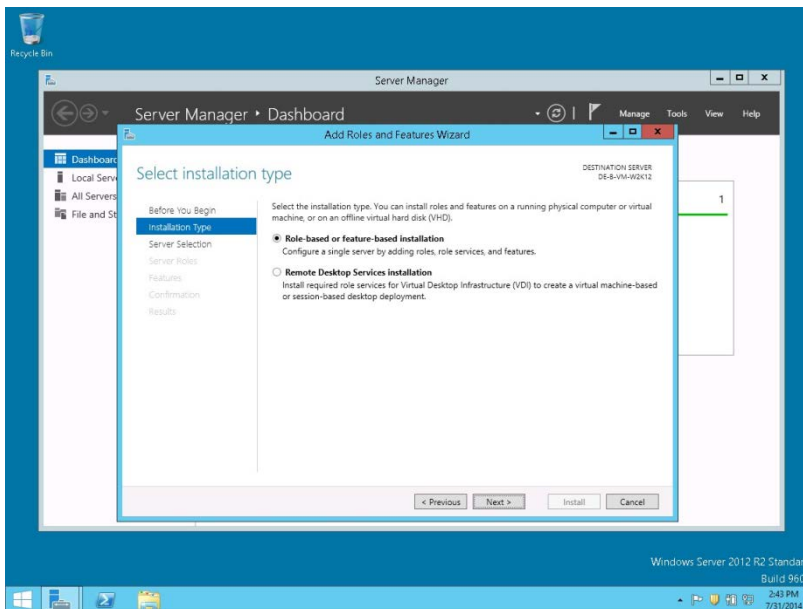 Recycle Bin
Server Manager
Server Manager ‣ Dashboard
Manage Tools View Help
Add Roles and Features Wizard
Dashboard
Local Serv
All Servers
File and St
1
Select installation type
DESTINATION SERVER
DE-B-VM-W2K12
Before You Begin
Installation Type
Server Selection
Server Roles
Features
Confirmation
Results
Select the installation type. You can install roles and features on a running physical computer or virtual
machine, or on an offline virtual hard disk (VHD).
Role-based or feature-based installation
Configure a single server by adding roles, role services, and features.
Remote Desktop Services installation
Install required role services for Virtual Desktop Infrastructure (VDI) to create a virtual machine-based
or session-based desktop deployment.
< Previous Next > Install Cancel
Windows Server 2012 R2 Standar
Build 960
2:43 PM
7/31/2014